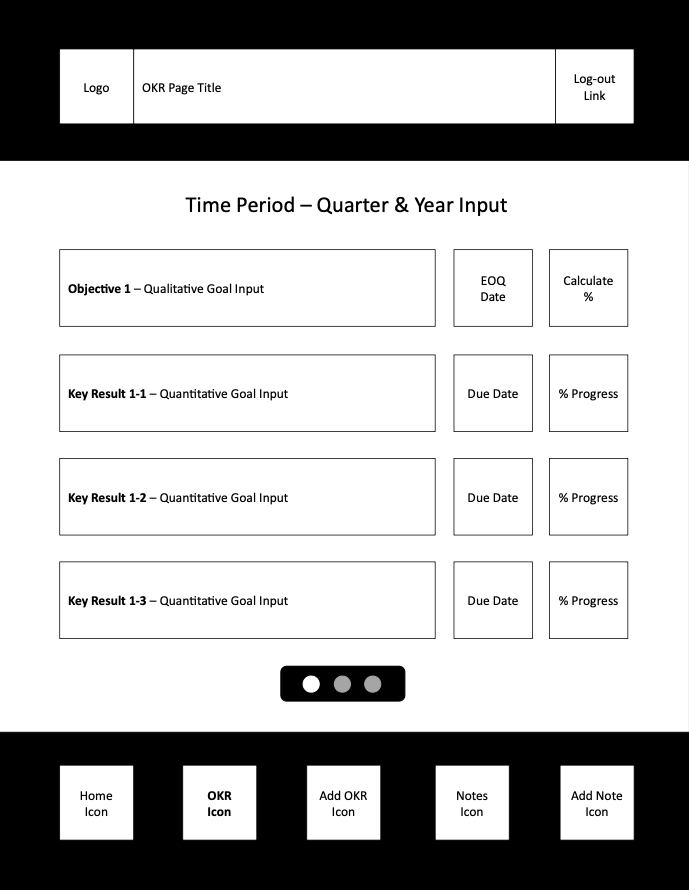 Logo
OKR Page Title
Log-out
Link
Time Period – Quarter & Year Input
Objective 1 – Qualitative Goal Input
EOQ
Date
Calculate
%
Key Result 1-1 – Quantitative Goal Input
Due Date
% Progress
Key Result 1-2 – Quantitative Goal Input
Due Date
% Progress
Key Result 1-3 – Quantitative Goal Input
Due Date
% Progress
Home
Icon
OKR
Icon
Add OKR
Icon
Notes
Icon
Add Note
Icon